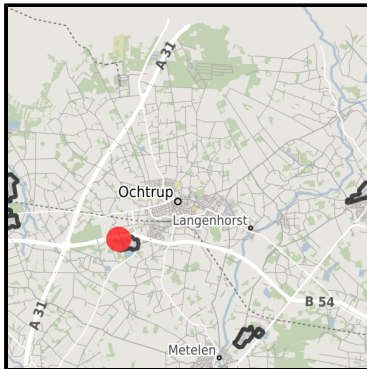 A 31
Ochtrup
Langenhorst
A 31
B 54
Metelen